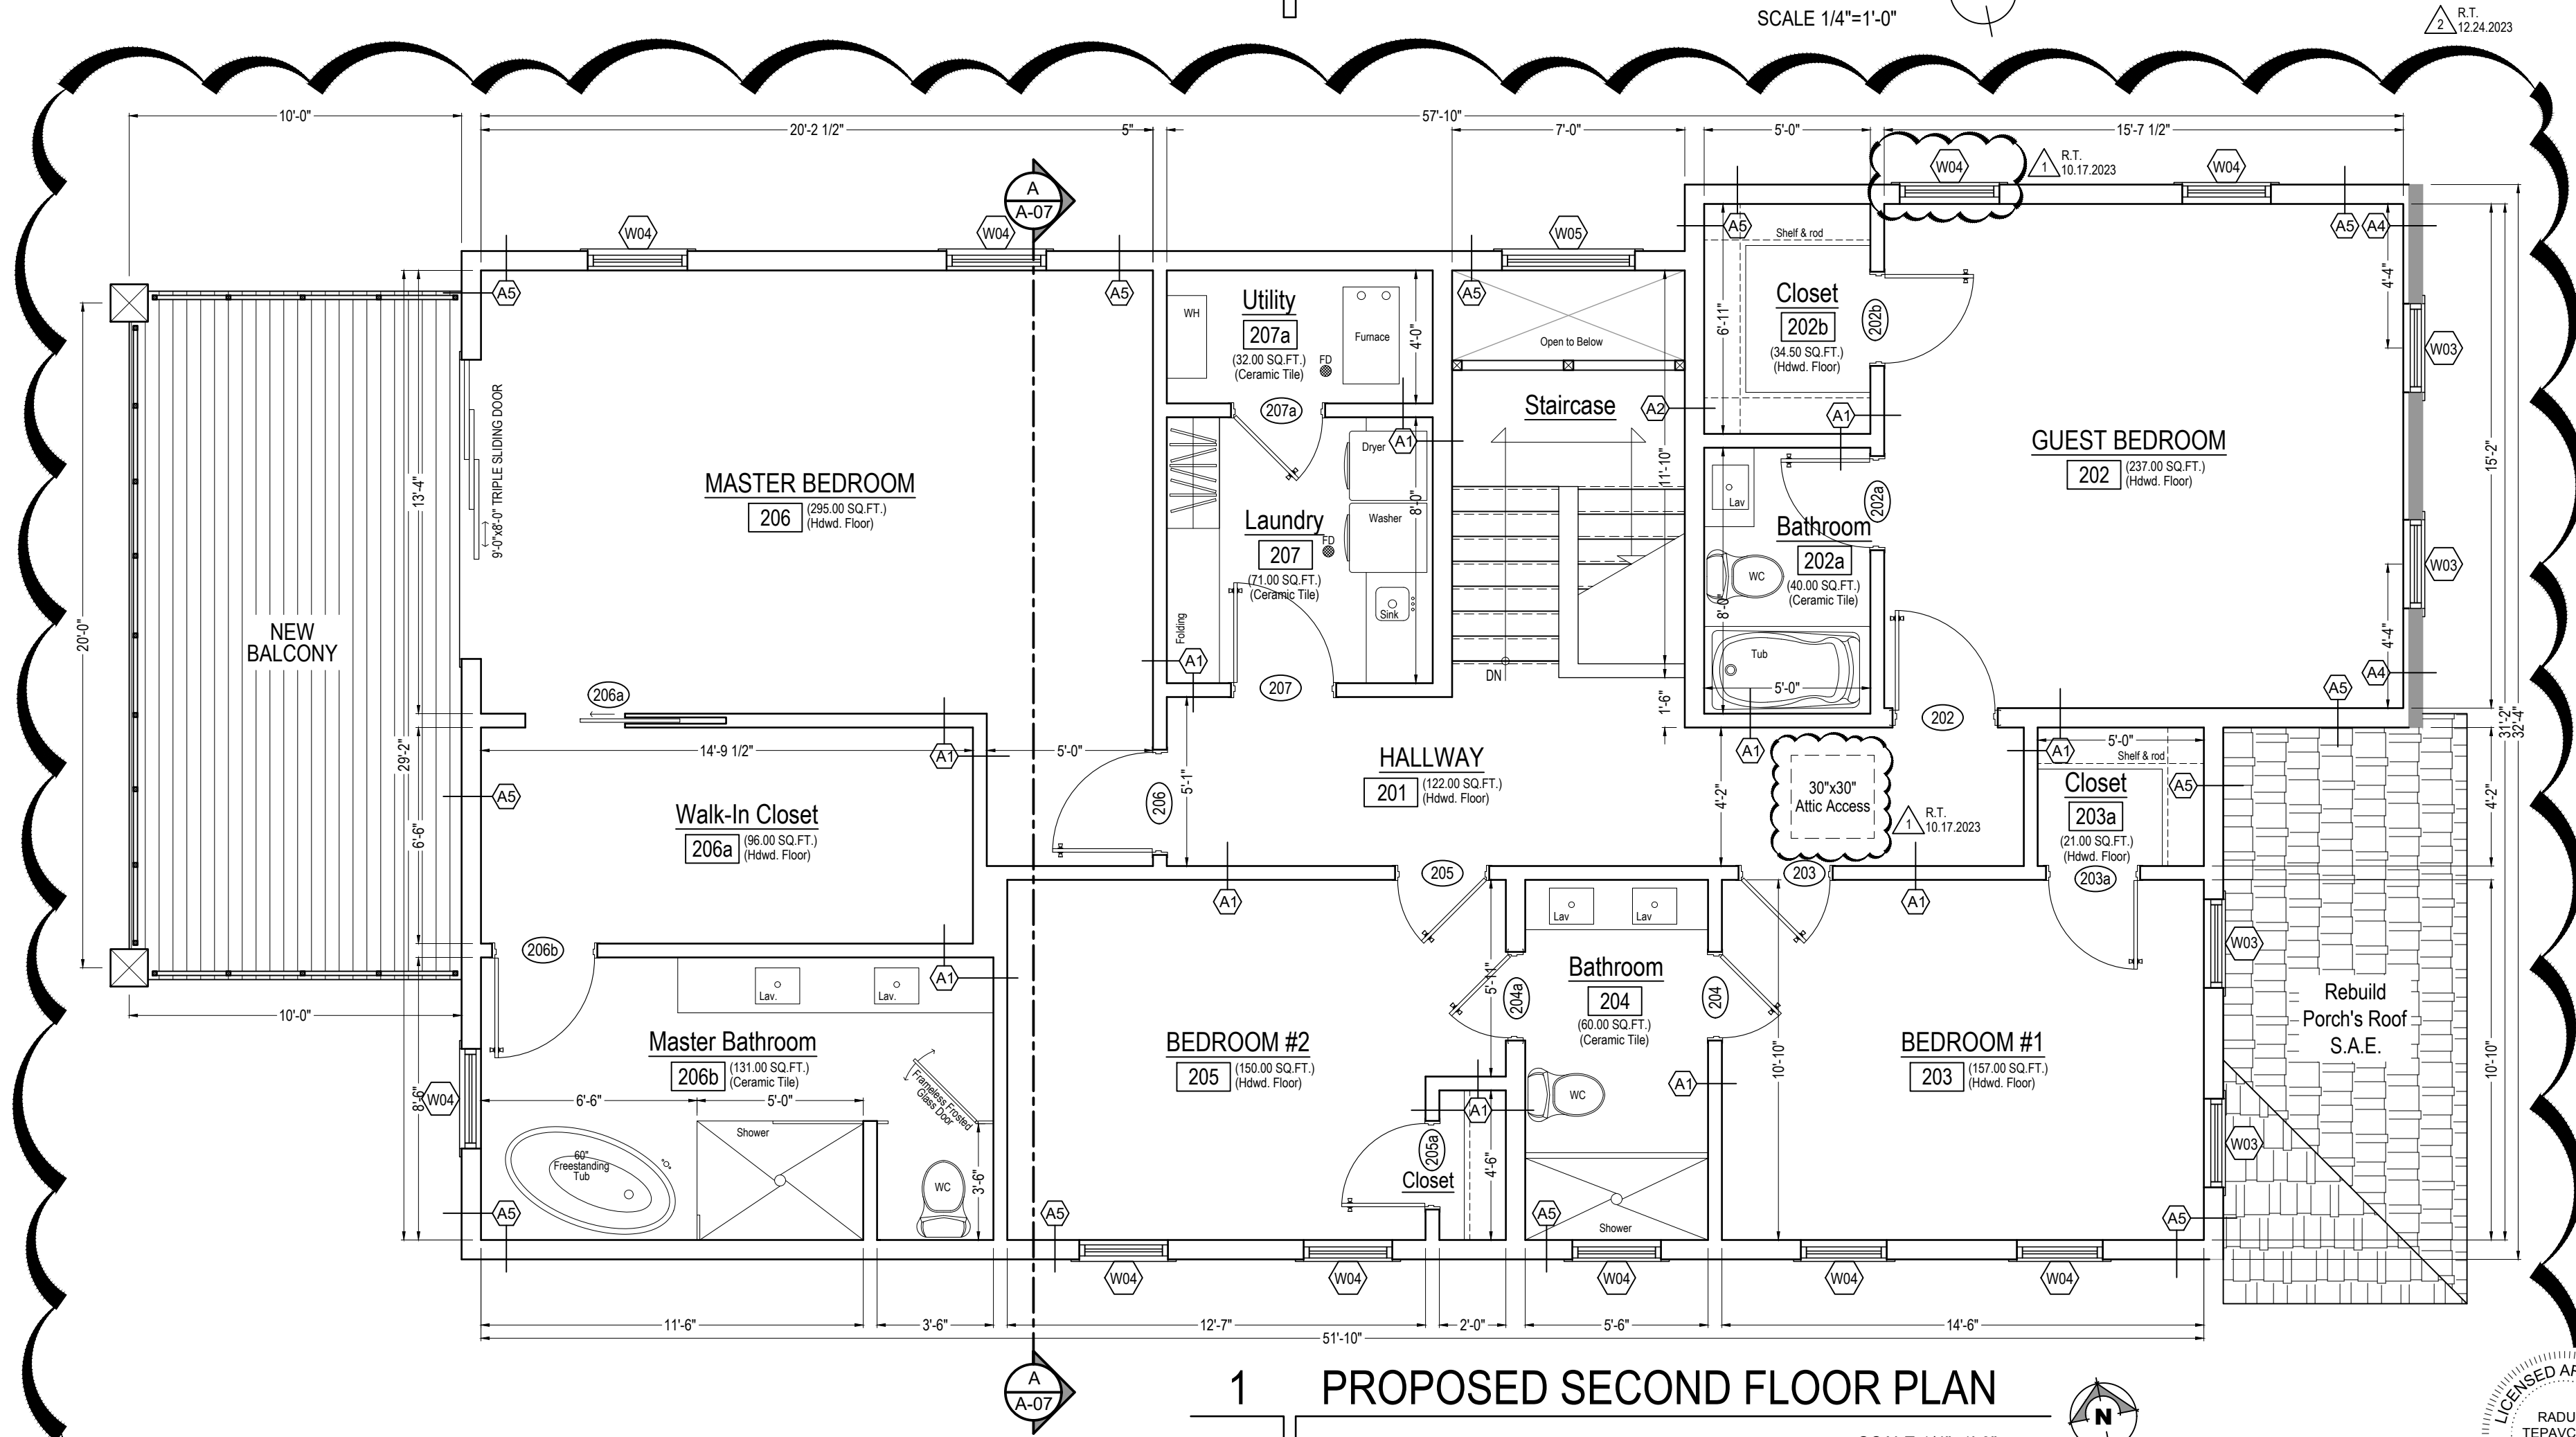 SCALE 1/4"=1'-0"
2
R.T.
12.24.2023
10'-0"
57'-10"
20'-2 1/2"
5"
7'-0"
5'-0"
15'-7 1/2"
A
A-07
W04
W04
W05
W04
1
R.T.
10.17.2023
W04
A5
A5
A5
A5
A5
A4
Shelf & rod
4'-4"
Utility
207a
(32.00 SQ.FT.)
(Ceramic Tile)
WH
Furnace
FD
4'-0"
207a
Open to Below
Closet
202b
(34.50 SQ.FT.)
(Hdwd. Floor)
6'-11"
202b
W03
Staircase
A2
A1
A1
9'-0"x8'-0" TRIPLE SLIDING DOOR
13'-4"
MASTER BEDROOM
206
(295.00 SQ.FT.)
(Hdwd. Floor)
Dryer
Washer
8'-0"
Laundry
207
(71.00 SQ.FT.)
(Ceramic Tile)
FD
Sink
Folding
A1
207
11'-10"
DN
1'-6"
GUEST BEDROOM
202
(237.00 SQ.FT.)
(Hdwd. Floor)
15'-2"
Lav
202a
Bathroom
202a
(40.00 SQ.FT.)
(Ceramic Tile)
WC
8'-0"
Tub
5'-0"
W03
4'-4"
A4
A5
31'-2"
32'-4"
NEW
BALCONY
20'-0"
29'-2"
206a
14'-9 1/2"
A1
5'-0"
5'-1"
206
HALLWAY
201
(122.00 SQ.FT.)
(Hdwd. Floor)
4'-2"
A1
202
30"x30"
Attic Access
1
R.T.
10.17.2023
A1
5'-0"
Shelf & rod
Closet
203a
(21.00 SQ.FT.)
(Hdwd. Floor)
A5
4'-2"
203a
A5
6'-6"
Walk-In Closet
206a
(96.00 SQ.FT.)
(Hdwd. Floor)
A1
205
203
A1
206b
A1
Lav
Lav
10'-0"
Lav.
Lav.
Master Bathroom
206b
(131.00 SQ.FT.)
(Ceramic Tile)
8'-6"
W04
6'-6"
5'-0"
Frameless Frosted
Glass Door
Shower
60"
Freestanding
Tub
WC
3'-6"
A5
BEDROOM #2
205
(150.00 SQ.FT.)
(Hdwd. Floor)
5'-11"
204a
Bathroom
204
(60.00 SQ.FT.)
(Ceramic Tile)
204
A1
A1
WC
205a
Closet
4'-6"
A5
A5
Shower
10'-10"
BEDROOM #1
203
(157.00 SQ.FT.)
(Hdwd. Floor)
W03
W03
A5
Rebuild
Porch's Roof
S.A.E.
10'-10"
W04
W04
W04
W04
W04
11'-6"
3'-6"
12'-7"
2'-0"
5'-6"
14'-6"
51'-10"
A
A-07
1
PROPOSED SECOND FLOOR PLAN
N
LICENSED
RADU